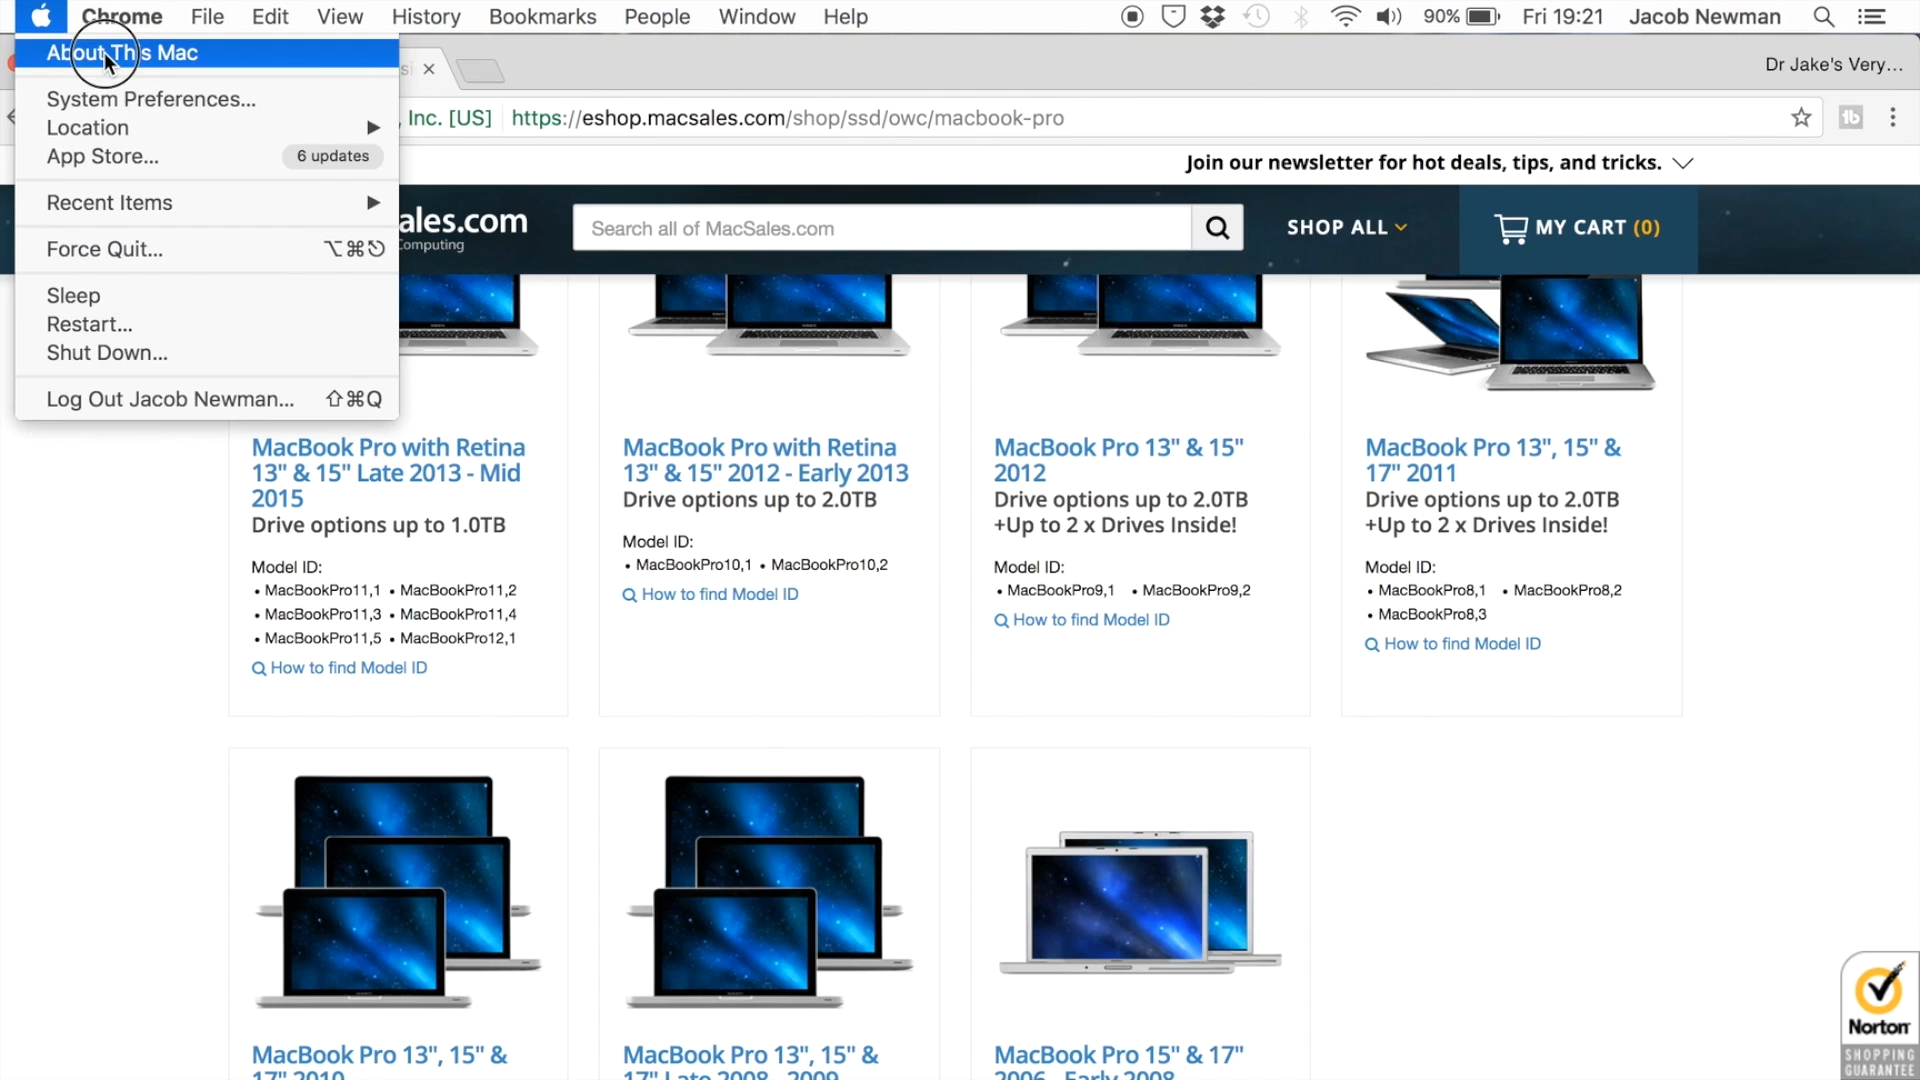 Chrome File Edit View History Bookmarks People Window Help 90% Fri 19:21 Jacob Newman
About This Mac
Dr Jake's Very…
System Preferences...
Location
App Store... 6 updates
Recent Items
Force Quit... ⌥⌘⎋
Sleep
Restart...
Shut Down...
Log Out Jacob Newman... ⇧⌘Q
, Inc. [US] https://eshop.macsales.com/shop/ssd/owc/macbook-pro
Join our newsletter for hot deals, tips, and tricks.
ales.com
Computing
Search all of MacSales.com
SHOP ALL
MY CART (0)
MacBook Pro with Retina
13" & 15" Late 2013 - Mid
2015
Drive options up to 1.0TB
Model ID:
• MacBookPro11,1 • MacBookPro11,2
• MacBookPro11,3 • MacBookPro11,4
• MacBookPro11,5 • MacBookPro12,1
How to find Model ID
MacBook Pro with Retina
13" & 15" 2012 - Early 2013
Drive options up to 2.0TB
Model ID:
• MacBookPro10,1 • MacBookPro10,2
How to find Model ID
MacBook Pro 13" & 15"
2012
Drive options up to 2.0TB
+Up to 2 x Drives Inside!
Model ID:
• MacBookPro9,1 • MacBookPro9,2
How to find Model ID
MacBook Pro 13", 15" &
17" 2011
Drive options up to 2.0TB
+Up to 2 x Drives Inside!
Model ID:
• MacBookPro8,1 • MacBookPro8,2
• MacBookPro8,3
How to find Model ID
MacBook Pro 13", 15" &
17" 2010
MacBook Pro 13", 15" &
17" Late 2008 - 2009
MacBook Pro 15" & 17"
2006 - Early 2008
Norton
SHOPPING
GUARANTEE